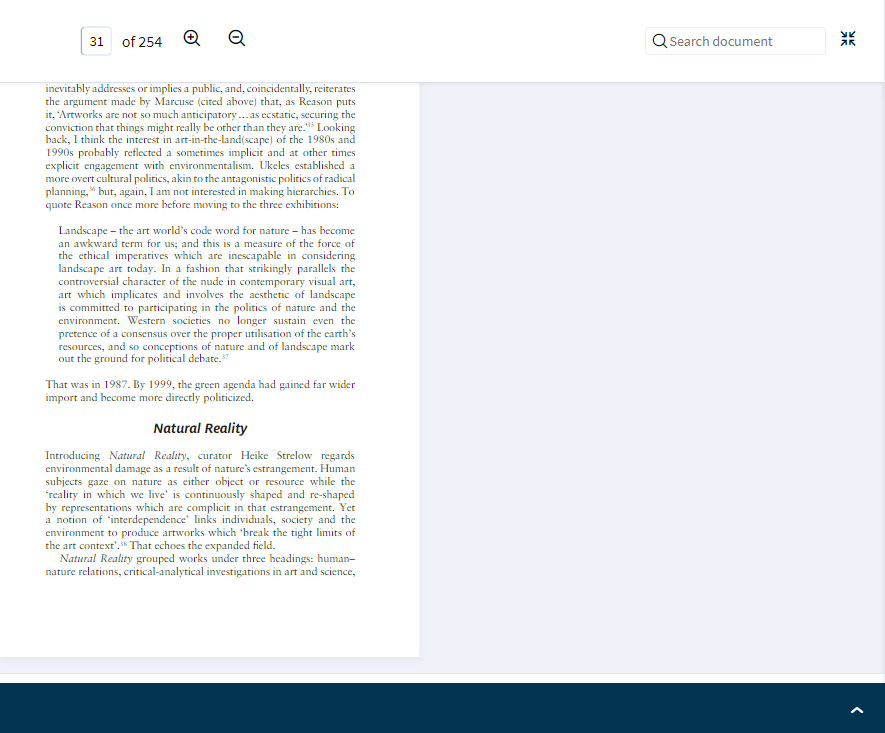 31 of 254
Search document
inevitably addresses or implies a public, and, coincidentally, reiterates
the argument made by Marcuse (cited above) that, as Reason puts
it, ‘Artworks are not so much anticipatory … as ecstatic, securing the
conviction that things might really be other than they are.’³⁵ Looking
back, I think the interest in art-in-the-land(scape) of the 1980s and
1990s probably reflected a sometimes implicit and at other times
explicit engagement with environmentalism. Ukeles established a
more overt cultural politics, akin to the antagonistic politics of radical
planning,³⁶ but, again, I am not interested in making hierarchies. To
quote Reason once more before moving to the three exhibitions:
Landscape – the art world’s code word for nature – has become
an awkward term for us; and this is a measure of the force of
the ethical imperatives which are inescapable in considering
landscape art today. In a fashion that strikingly parallels the
controversial character of the nude in contemporary visual art,
art which implicates and involves the aesthetic of landscape
is committed to participating in the politics of nature and the
environment. Western societies no longer sustain even the
pretence of a consensus over the proper utilisation of the earth’s
resources, and so conceptions of nature and of landscape mark
out the ground for political debate.³⁷
That was in 1987. By 1999, the green agenda had gained far wider
import and become more directly politicized.
Natural Reality
Introducing Natural Reality, curator Heike Strelow regards
environmental damage as a result of nature’s estrangement. Human
subjects gaze on nature as either object or resource while the
‘reality in which we live’ is continuously shaped and re-shaped
by representations which are complicit in that estrangement. Yet
a notion of ‘interdependence’ links individuals, society and the
environment to produce artworks which ‘break the tight limits of
the art context’.³⁸ That echoes the expanded field.
Natural Reality grouped works under three headings: human–
nature relations, critical-analytical investigations in art and science,